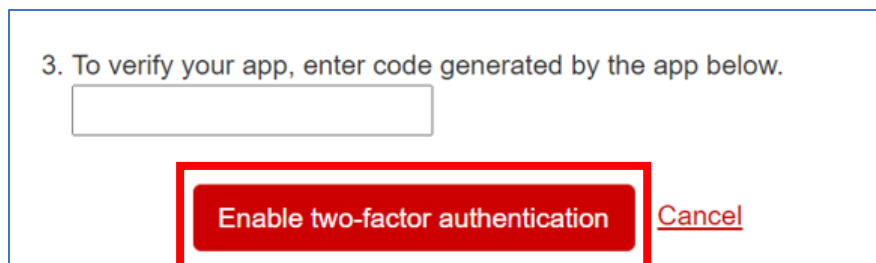 3. To verify your app, enter code generated by the app below.
Enable two-factor authentication Cancel